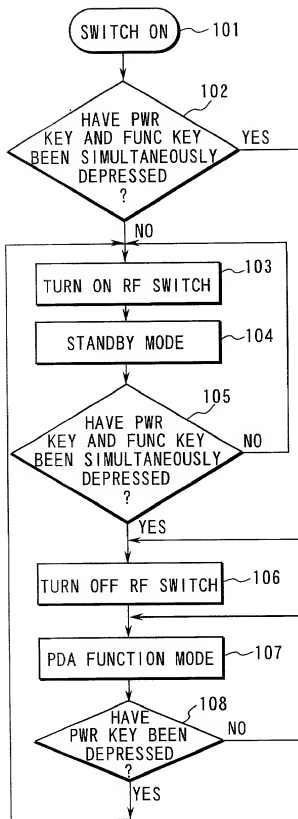 SWITCH ON
101
102
HAVE PWR
KEY AND FUNC KEY
BEEN SIMULTANEOUSLY
DEPRESSED
?
YES
NO
103
TURN ON RF SWITCH
104
STANDBY MODE
105
HAVE PWR
KEY AND FUNC KEY
BEEN SIMULTANEOUSLY
DEPRESSED
?
NO
YES
TURN OFF RF SWITCH
106
PDA FUNCTION MODE
107
108
HAVE
PWR KEY BEEN
DEPRESSED
?
NO
YES